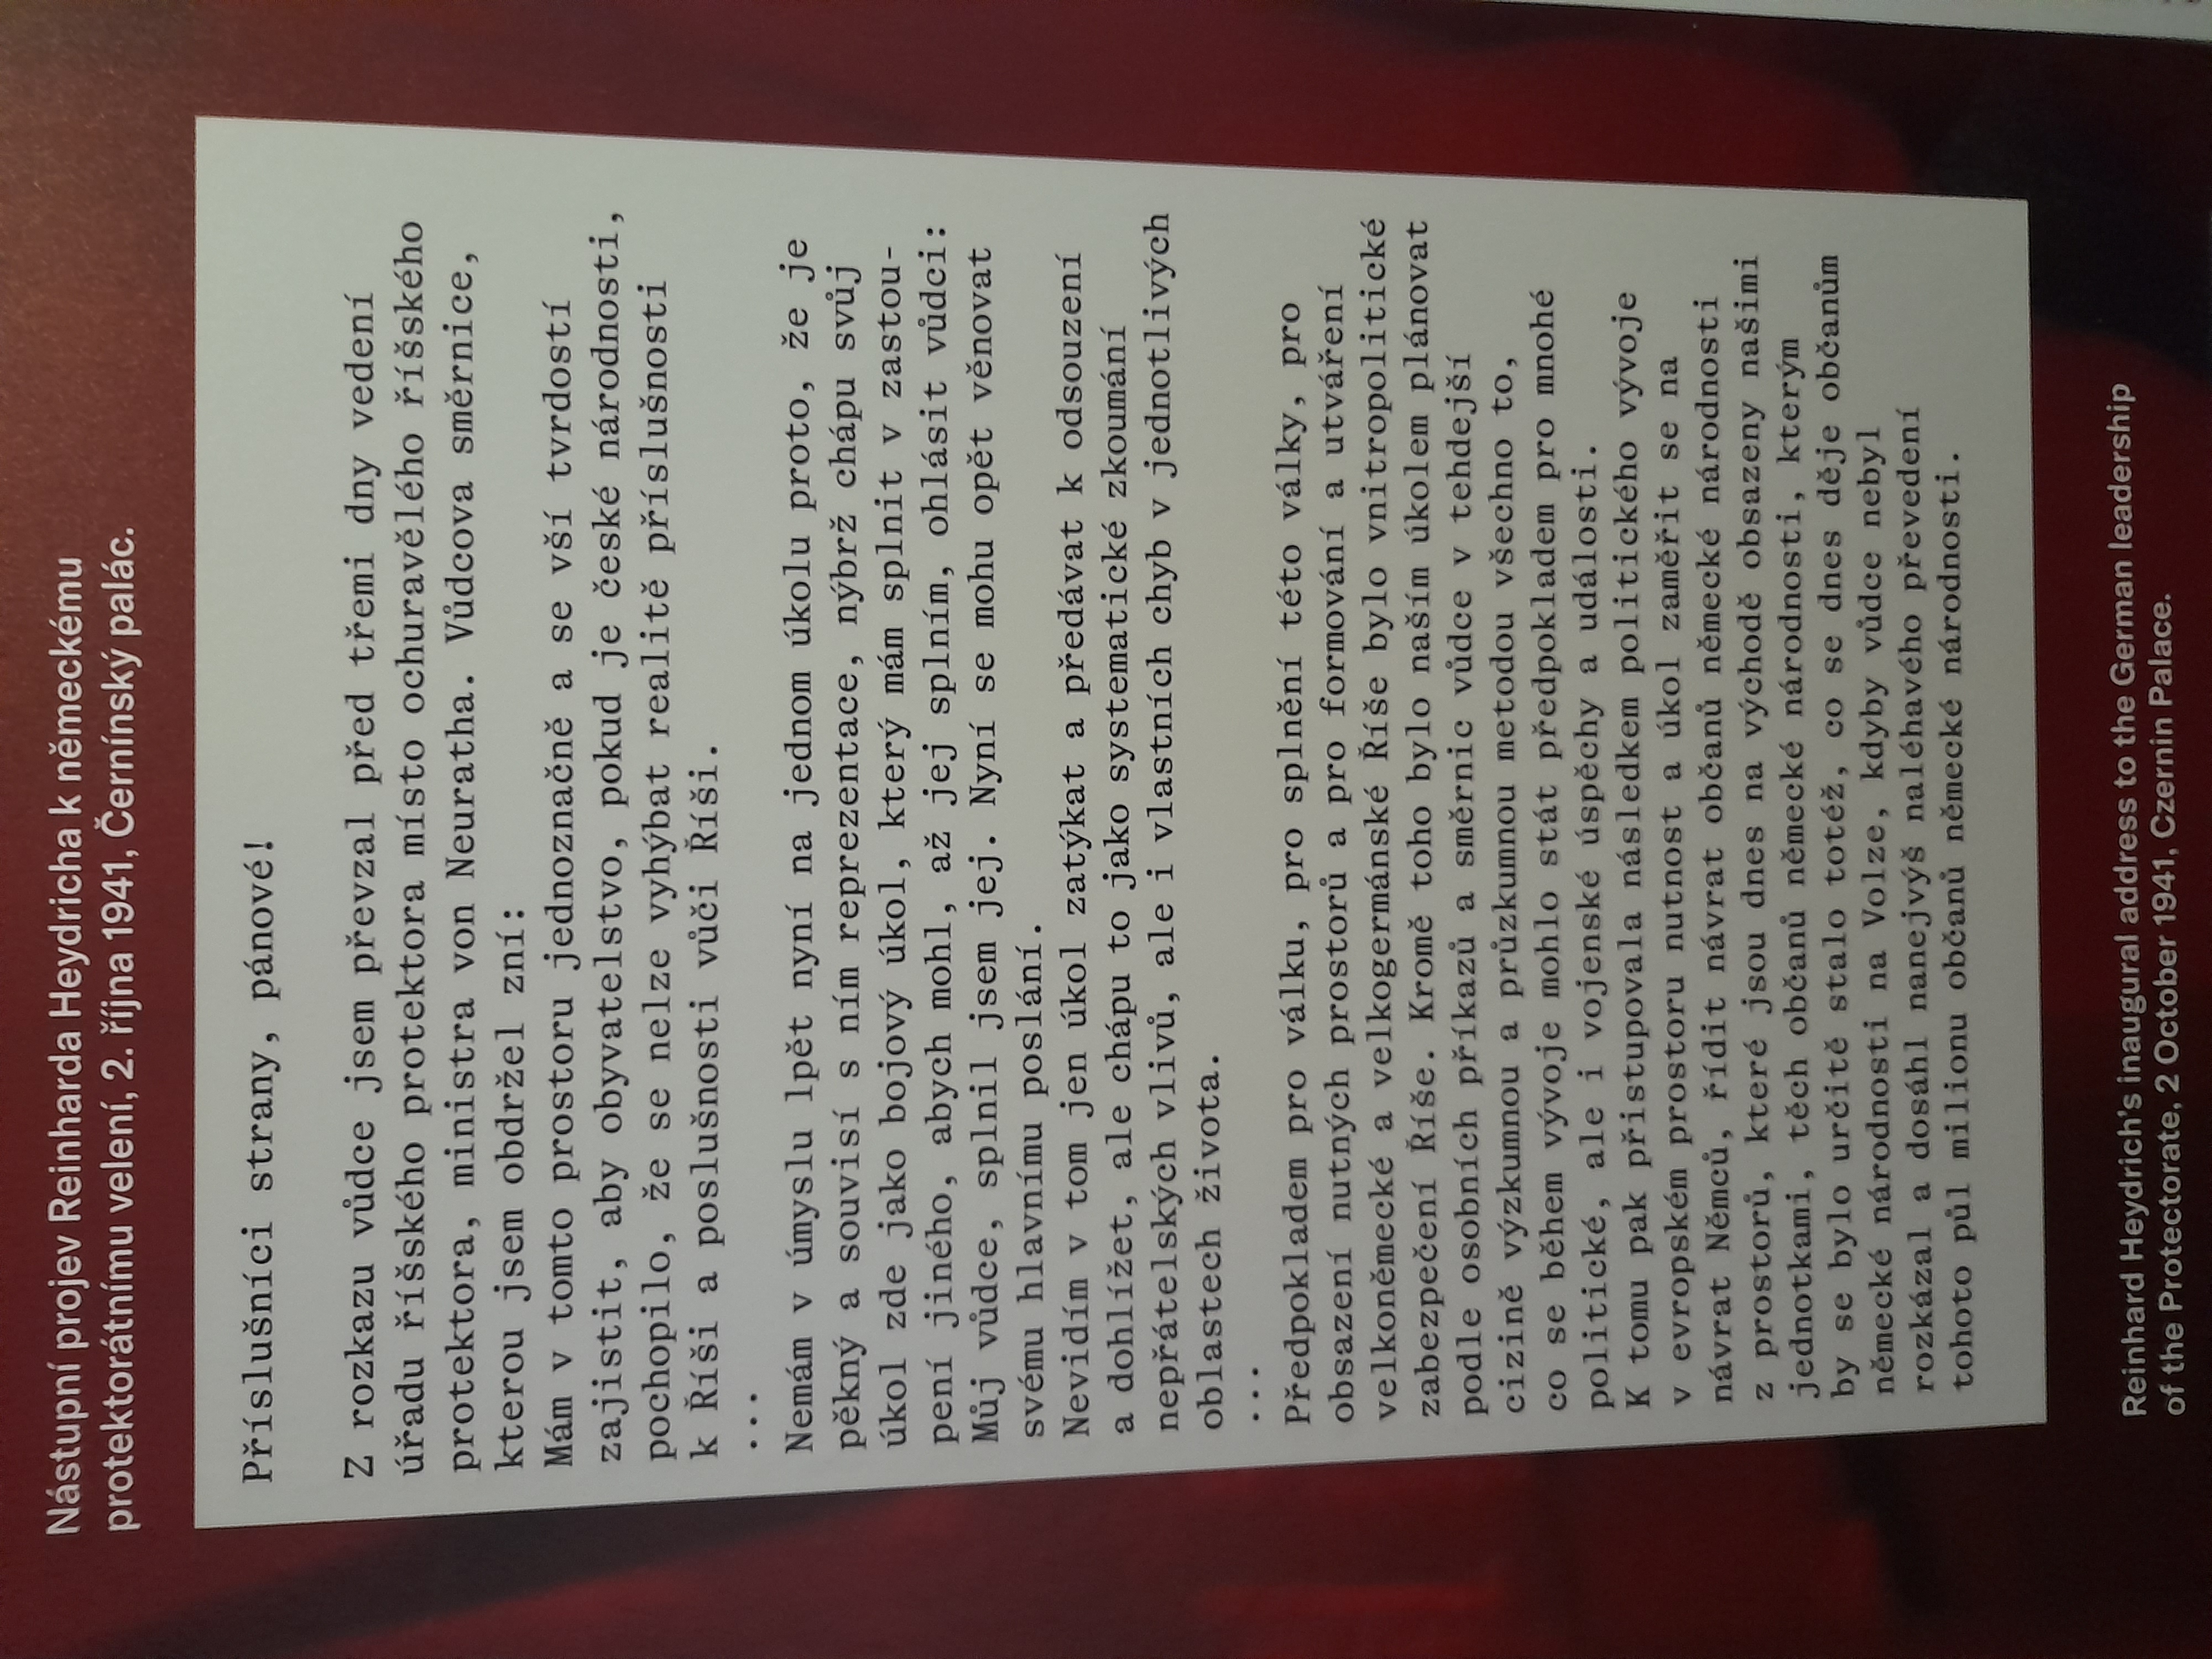 Nástupní projev Reinharda Heydricha k německému
protektorátnímu velení, 2. října 1941, Černínský palác.
Příslušníci strany, pánové!
Z rozkazu vůdce jsem převzal před třemi dny vedení
úřadu říšského protektora místo ochuravělého říšského
protektora, ministra von Neuratha. Vůdcova směrnice,
kterou jsem obdržel zní:
Mám v tomto prostoru jednoznačně a se vší tvrdostí
zajistit, aby obyvatelstvo, pokud je české národnosti,
pochopilo, že se nelze vyhýbat realitě příslušnosti
k Říši a poslušnosti vůči Říši.
...
Nemám v úmyslu lpět nyní na jednom úkolu proto, že je
pěkný a souvisí s ním reprezentace, nýbrž chápu svůj
úkol zde jako bojový úkol, který mám splnit v zastou-
pení jiného, abych mohl, až jej splním, ohlásit vůdci:
Můj vůdce, splnil jsem jej. Nyní se mohu opět věnovat
svému hlavnímu poslání.
Nevidím v tom jen úkol zatýkat a předávat k odsouzení
a dohlížet, ale chápu to jako systematické zkoumání
nepřátelských vlivů, ale i vlastních chyb v jednotlivých
oblastech života.
...
Předpokladem pro válku, pro splnění této války, pro
obsazení nutných prostorů a pro formování a utváření
velkoněmecké a velkogermánské Říše bylo vnitropolitické
zabezpečení Říše. Kromě toho bylo naším úkolem plánovat
podle osobních příkazů a směrnic vůdce v tehdejší
cizině výzkumnou a průzkumnou metodou všechno to,
co se během vývoje mohlo stát předpokladem pro mnohé
politické, ale i vojenské úspěchy a události.
K tomu pak přistupovala následkem politického vývoje
v evropském prostoru nutnost a úkol zaměřit se na
návrat Němců, řídit návrat občanů německé národnosti
z prostorů, které jsou dnes na východě obsazeny našimi
jednotkami, těch občanů německé národnosti, kterým
by se bylo určitě stalo totéž, co se dnes děje občanům
německé národnosti na Volze, kdyby vůdce nebyl
rozkázal a dosáhl nanejvýš naléhavého převedení
tohoto půl milionu občanů německé národnosti.
Reinhard Heydrich's inaugural address to the German leadership
of the Protectorate, 2 October 1941, Czernin Palace.